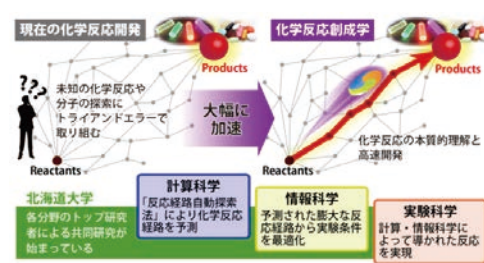 現在の化学反応開発
化学反応創成学
Products
Products
???
未知の化学反応や
分子の探索に
トライアンドエラーで
取り組む
大幅に
加速
化学反応の本質的理解と
高速開発
Reactants
Reactants
北海道大学
各分野のトップ研究
者による共同研究が
始まっている
計算科学
「反応経路自動探索
法」により化学反応
経路を予測
情報科学
予測された膨大な反
応経路から実験条件
を最適化
実験科学
計算・情報科学に
よって導かれた反応
を実現